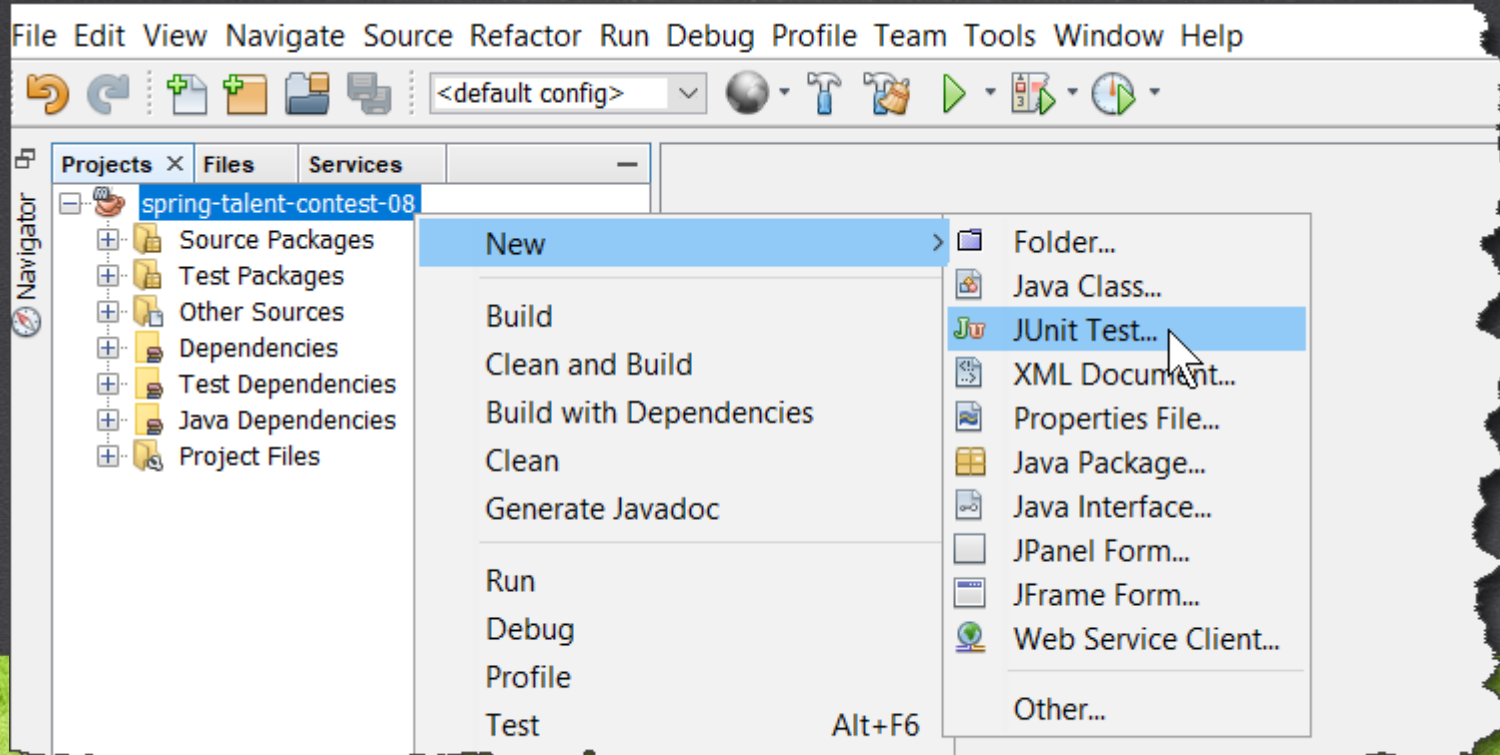 File Edit View Navigate Source Refactor Run Debug Profile Team Tools Window Help
<default config>
Navigator
Projects Files Services
spring-talent-contest-08
Source Packages
Test Packages
Other Sources
Dependencies
Test Dependencies
Java Dependencies
Project Files
New
Build
Clean and Build
Build with Dependencies
Clean
Generate Javadoc
Run
Debug
Profile
Test Alt+F6
Folder...
Java Class...
JUnit Test...
XML Document...
Properties File...
Java Package...
Java Interface...
JPanel Form...
JFrame Form...
Web Service Client...
Other...